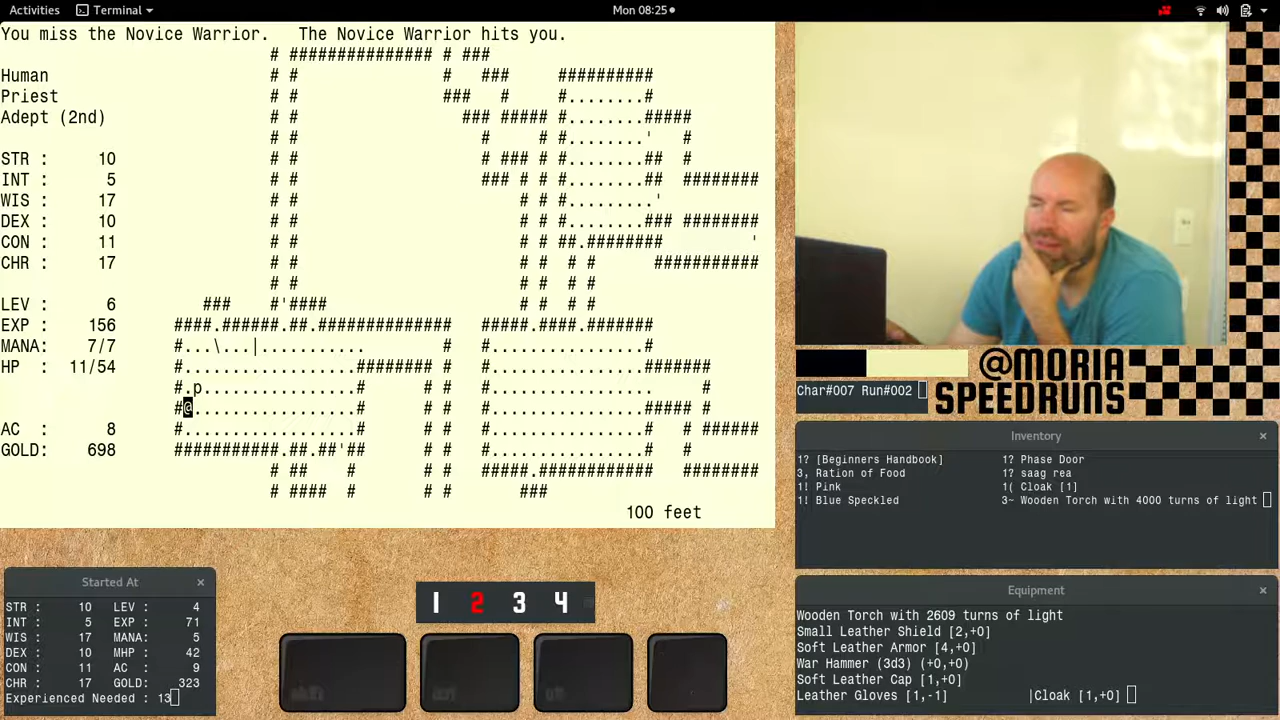 Activities Terminal Mon 08:25
You miss the Novice Warrior. The Novice Warrior hits you.
# ############### # ###
Human # # # ### ##########
Priest # # ### # #........#
Adept (2nd) # # ### ##### #........#####
# # # # #........' #
STR : 10 # # # ### # #........## #
INT : 5 # # ### # # #........## ########
WIS : 17 # # # # #.........'
DEX : 10 # # # # #........### ########
CON : 11 # # # # ##.######## '
CHR : 17 # # # # # # ###########
# # # # # #
LEV : 6 ### #'#### # # # #
EXP : 156 ####.######.##.############## #####.####.#######
MANA: 7/7 #...\...|........... # #................#
HP : 11/54 #..................######## # #................#######
#.p................# # # #................. #
#@.................# # # #................##### #
AC : 8 #..................# # # #................# # ######
GOLD: 698 ###########.##.##'## # # #................# #
# ## # # # #####.############ ########
# #### # # # ###
100 feet
@MORIA
SPEEDRUNS
Char#007 Run#002
Inventory
1? [Beginners Handbook] 1? Phase Door
3, Ration of Food 1? saag rea
1! Pink 1( Cloak [1]
1! Blue Speckled 3~ Wooden Torch with 4000 turns of light
Equipment
Wooden Torch with 2609 turns of light
Small Leather Shield [2,+0]
Soft Leather Armor [4,+0]
War Hammer (3d3) (+0,+0)
Soft Leather Cap [1,+0]
Leather Gloves [1,-1] |Cloak [1,+0]
Started At
STR : 10 LEV : 4
INT : 5 EXP : 71
WIS : 17 MANA: 5
DEX : 10 MHP : 42
CON : 11 AC : 9
CHR : 17 GOLD: 323
Experienced Needed : 13
1 2 3 4